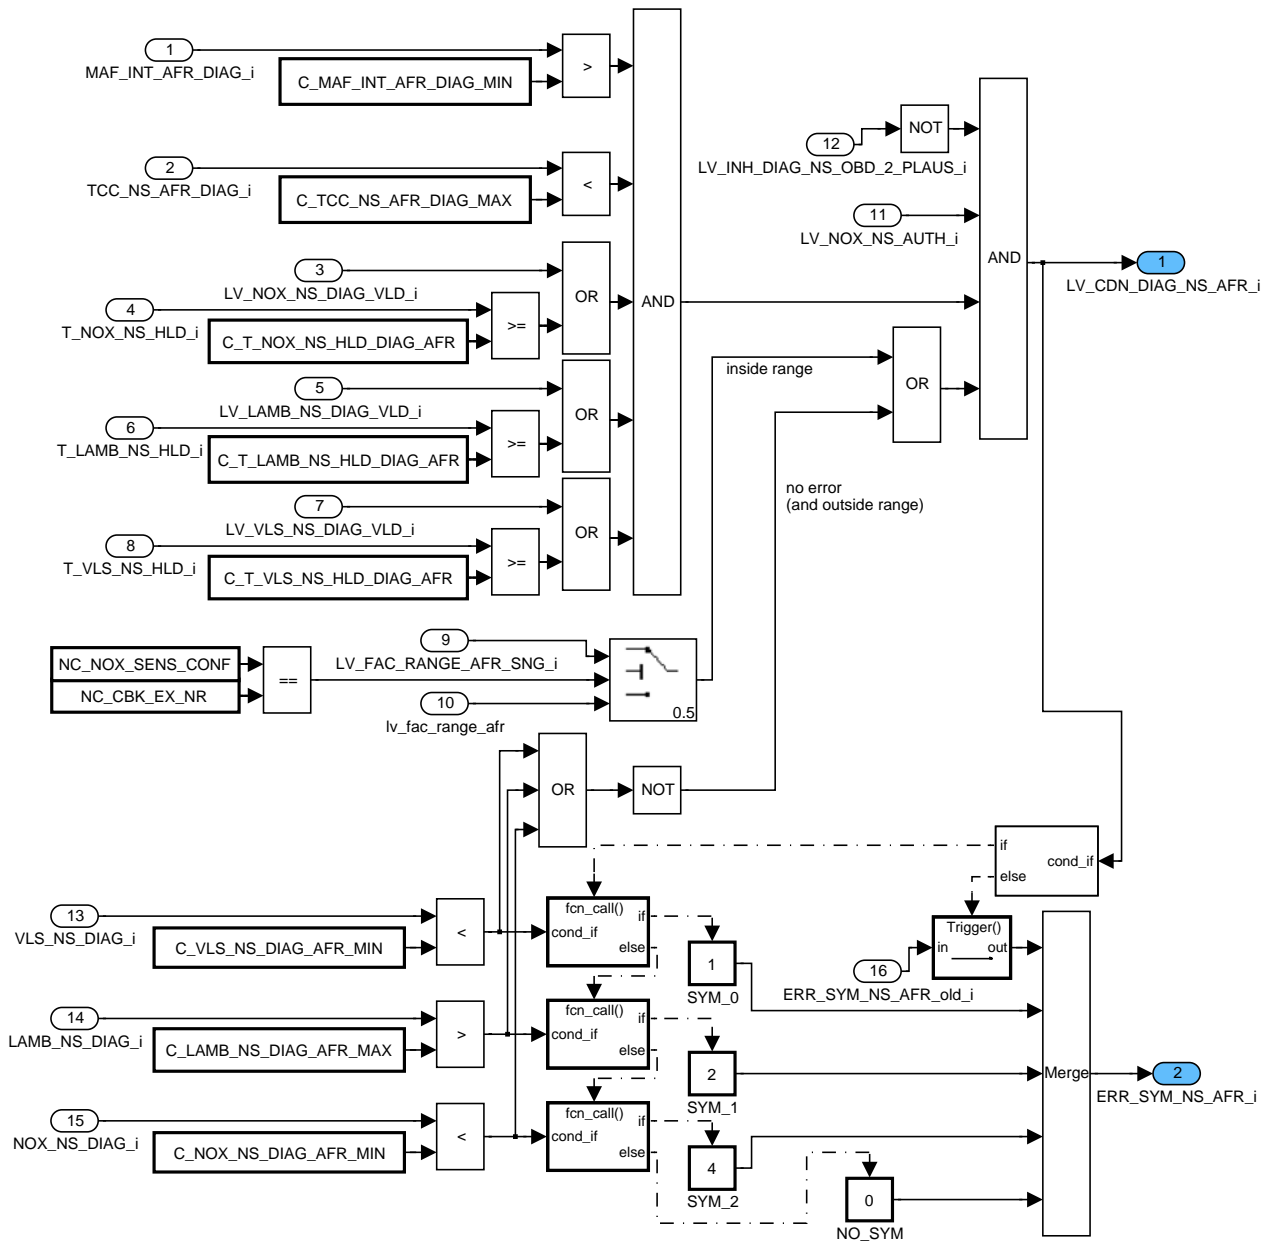 1
MAF_INT_AFR_DIAG_i
C_MAF_INT_AFR_DIAG_MIN
>
2
TCC_NS_AFR_DIAG_i
C_TCC_NS_AFR_DIAG_MAX
<
3
LV_NOX_NS_DIAG_VLD_i
4
T_NOX_NS_HLD_i
C_T_NOX_NS_HLD_DIAG_AFR
>=
OR
5
LV_LAMB_NS_DIAG_VLD_i
6
T_LAMB_NS_HLD_i
C_T_LAMB_NS_HLD_DIAG_AFR
>=
OR
7
LV_VLS_NS_DIAG_VLD_i
8
T_VLS_NS_HLD_i
C_T_VLS_NS_HLD_DIAG_AFR
>=
OR
AND
12
LV_INH_DIAG_NS_OBD_2_PLAUS_i
NOT
11
LV_NOX_NS_AUTH_i
AND
1
LV_CDN_DIAG_NS_AFR_i
inside range
OR
no error
(and outside range)
NC_NOX_SENS_CONF
NC_CBK_EX_NR
==
9
LV_FAC_RANGE_AFR_SNG_i
10
lv_fac_range_afr
0.5
OR
NOT
if
else
cond_if
13
VLS_NS_DIAG_i
C_VLS_NS_DIAG_AFR_MIN
<
fcn_call()
cond_if
if
else
1
SYM_0
Trigger()
in
out
16
ERR_SYM_NS_AFR_old_i
14
LAMB_NS_DIAG_i
C_LAMB_NS_DIAG_AFR_MAX
>
fcn_call()
cond_if
if
else
2
SYM_1
Merge
2
ERR_SYM_NS_AFR_i
15
NOX_NS_DIAG_i
C_NOX_NS_DIAG_AFR_MIN
<
fcn_call()
cond_if
if
else
4
SYM_2
0
NO_SYM